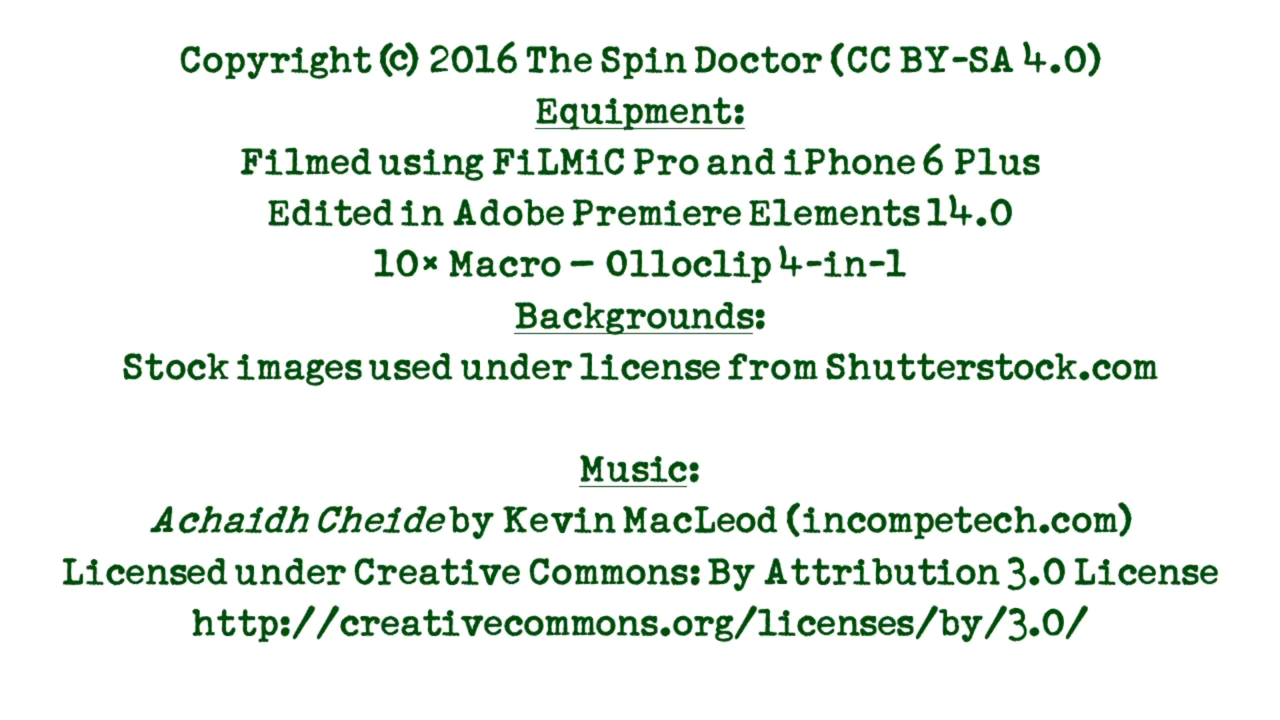 Copyright (c) 2016 The Spin Doctor (CC BY-SA 4.0)
Equipment:
Filmed using FiLMiC Pro and iPhone 6 Plus
Edited in Adobe Premiere Elements 14.0
10× Macro — Olloclip 4-in-1
Backgrounds:
Stock images used under license from Shutterstock.com
Music:
Achaidh Cheide by Kevin MacLeod (incompetech.com)
Licensed under Creative Commons: By Attribution 3.0 License
http://creativecommons.org/licenses/by/3.0/